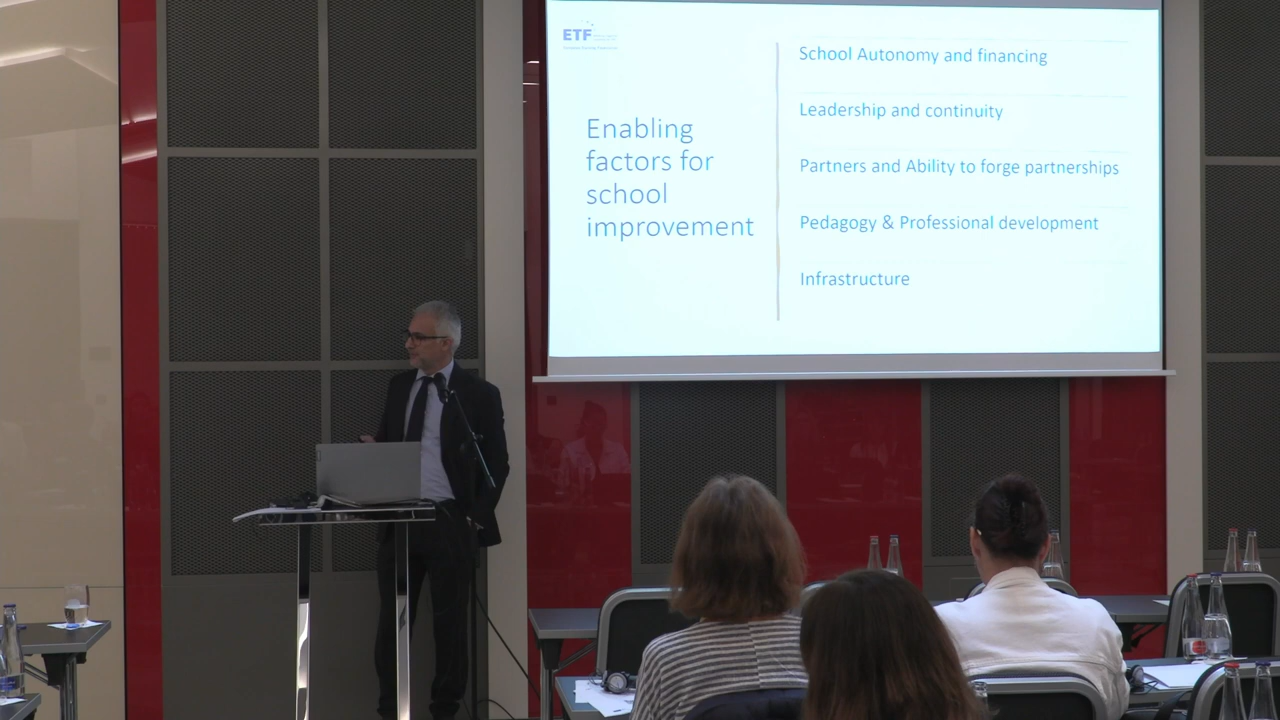 ETF
Enabling
factors for
school
improvement
School Autonomy and financing
Leadership and continuity
Partners and Ability to forge partnerships
Pedagogy & Professional development
Infrastructure